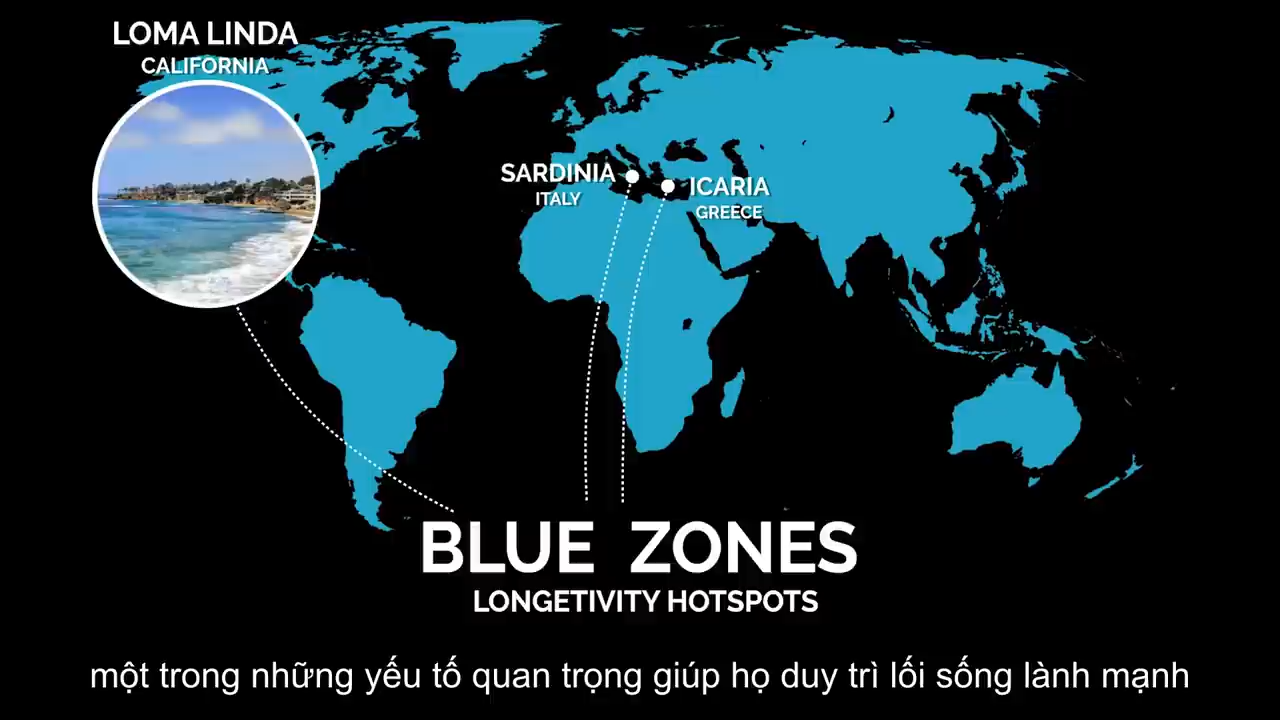 LOMA LINDA
CALIFORNIA
SARDINIA
ITALY
ICARIA
GREECE
BLUE ZONES
LONGETIVITY HOTSPOTS
một trong những yếu tố quan trọng giúp họ duy trì lối sống lành mạnh